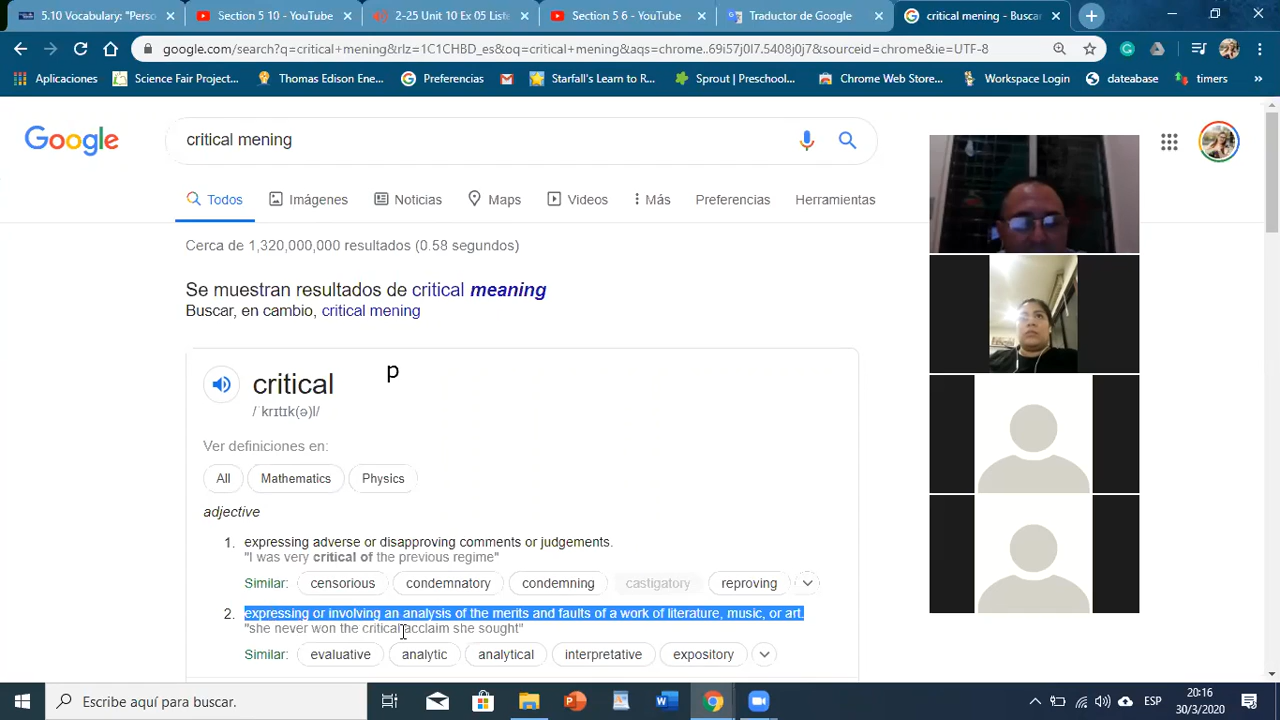 5.10 Vocabulary: "Perso
Section 5 10 - YouTube
2-25 Unit 10 Ex 05 Liste
Section 5 6 - YouTube
Traductor de Google
critical mening - Buscar
google.com/search?q=critical+mening&rlz=1C1CHBD_es&oq=critical+mening&aqs=chrome..69i57j0l7.5408j0j7&sourceid=chrome&ie=UTF-8
Aplicaciones
Science Fair Project...
Thomas Edison Ene...
Preferencias
Starfall's Learn to R...
Sprout | Preschool...
Chrome Web Store...
Workspace Login
dateabase
timers
Google
critical mening
Todos
Imágenes
Noticias
Maps
Videos
Más
Preferencias
Herramientas
Cerca de 1,320,000,000 resultados (0.58 segundos)
Se muestran resultados de critical meaning
Buscar, en cambio, critical mening
critical
p
/ˈkrɪtɪk(ə)l/
Ver definiciones en:
All
Mathematics
Physics
adjective
1. expressing adverse or disapproving comments or judgements.
"I was very critical of the previous regime"
Similar: censorious condemnatory condemning castigatory reproving
2. expressing or involving an analysis of the merits and faults of a work of literature, music, or art.
"she never won the critical acclaim she sought"
Similar: evaluative analytic analytical interpretative expository
Escribe aquí para buscar.
ESP
20:16
30/3/2020